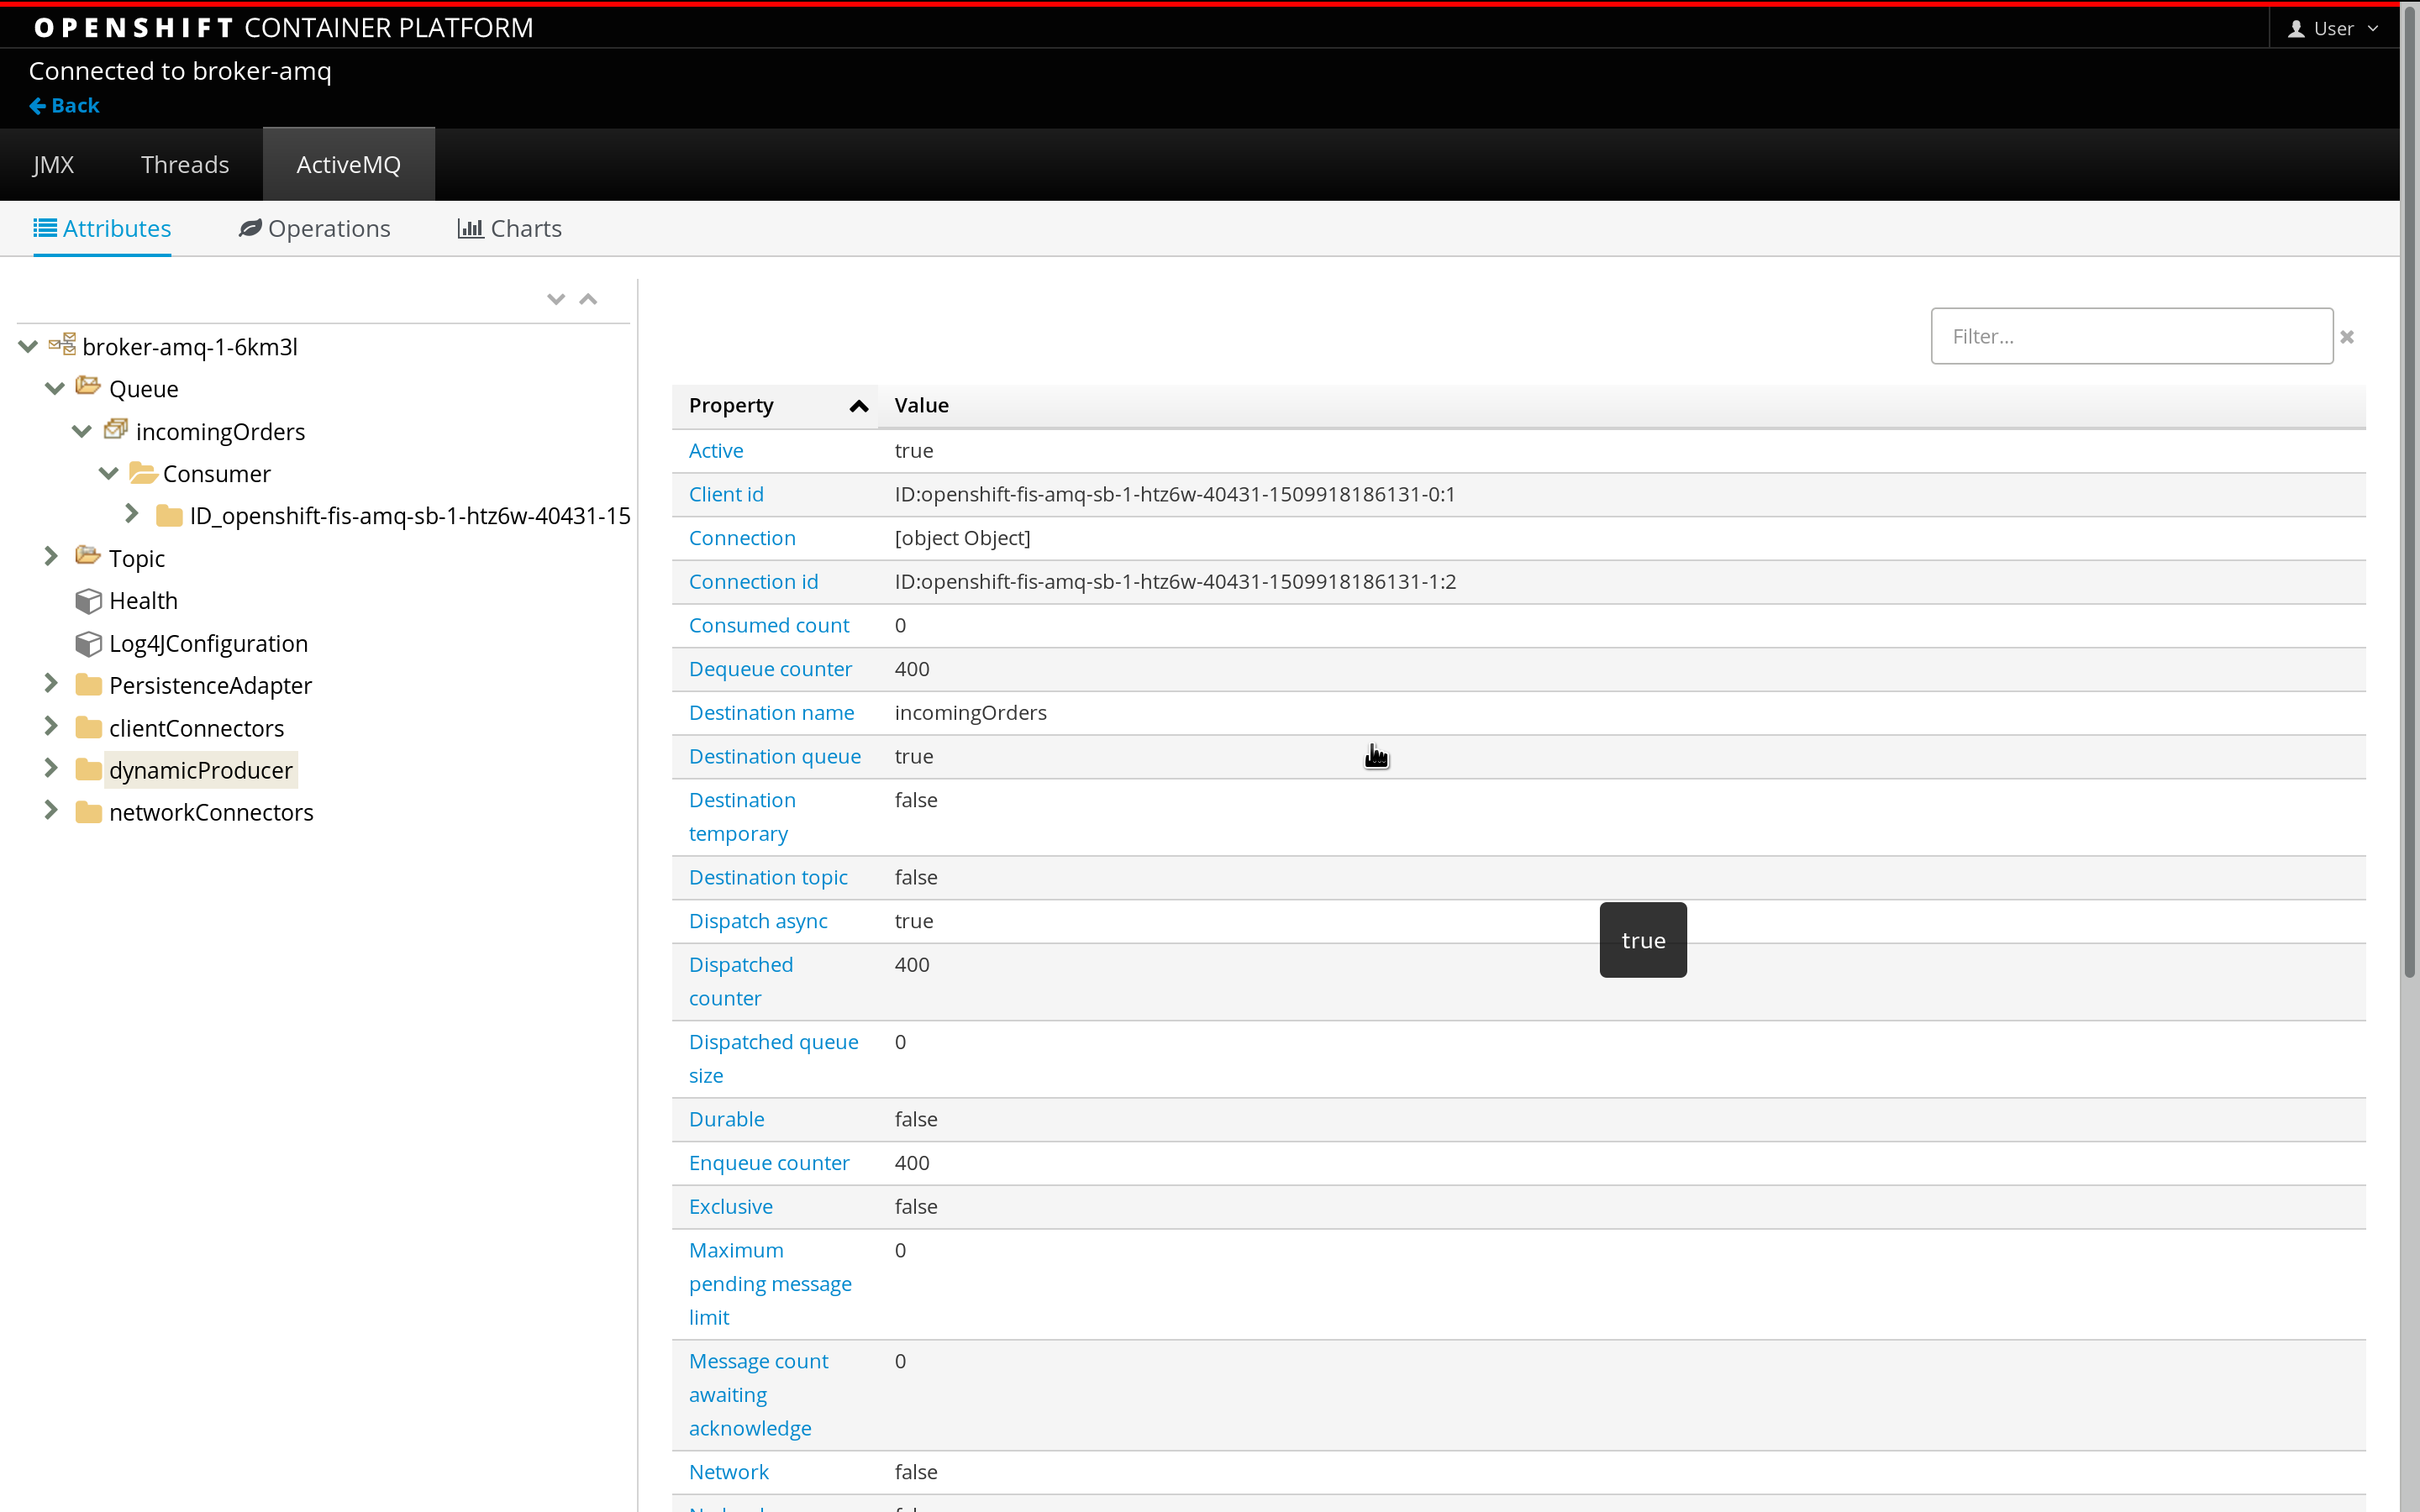 OPENSHIFT CONTAINER PLATFORM
User
Connected to broker-amq
Back
JMX
Threads
ActiveMQ
Attributes
Operations
Charts
broker-amq-1-6km3l
Queue
incomingOrders
Consumer
ID_openshift-fis-amq-sb-1-htz6w-40431-15
Topic
Health
Log4JConfiguration
PersistenceAdapter
clientConnectors
dynamicProducer
networkConnectors
Filter...
Property Value
Active true
Client id ID:openshift-fis-amq-sb-1-htz6w-40431-1509918186131-0:1
Connection [object Object]
Connection id ID:openshift-fis-amq-sb-1-htz6w-40431-1509918186131-1:2
Consumed count 0
Dequeue counter 400
Destination name incomingOrders
Destination queue true
Destination false
temporary
Destination topic false
Dispatch async true
true
Dispatched 400
counter
Dispatched queue 0
size
Durable false
Enqueue counter 400
Exclusive false
Maximum 0
pending message
limit
Message count 0
awaiting
acknowledge
Network false